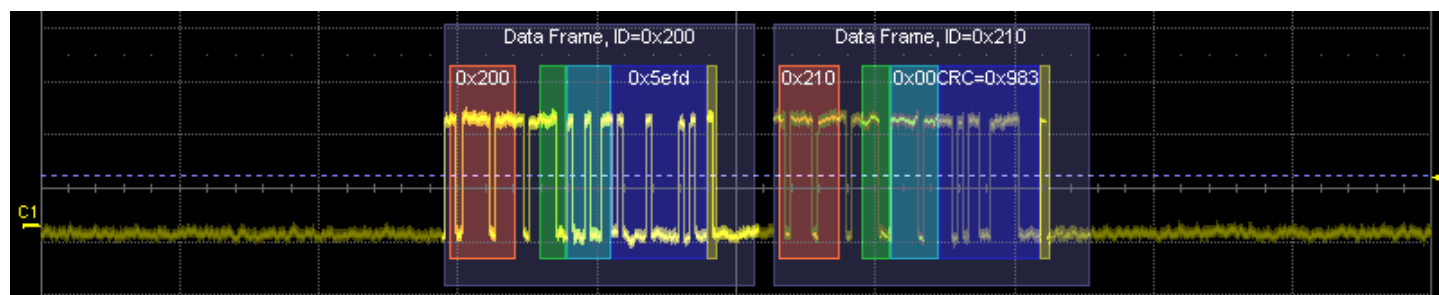 Data Frame, ID=0x200 Data Frame, ID=0x210
0x200 0x5efd 0x210 0x00CRC=0x983
C1